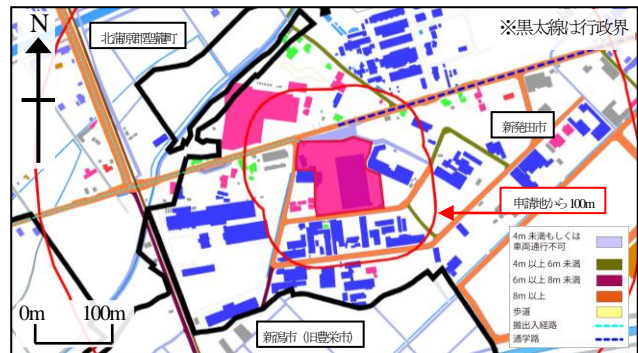 N
北蒲原郡聖籠町
※黒太線は行政界
新発田市
申請地から100m
4m 未満もしくは
車両通行不可
4m 以上 6m 未満
6m 以上 8m 未満
8m 以上
歩道
搬出入経路
通学路
0m 100m
新潟市（旧豊栄市）